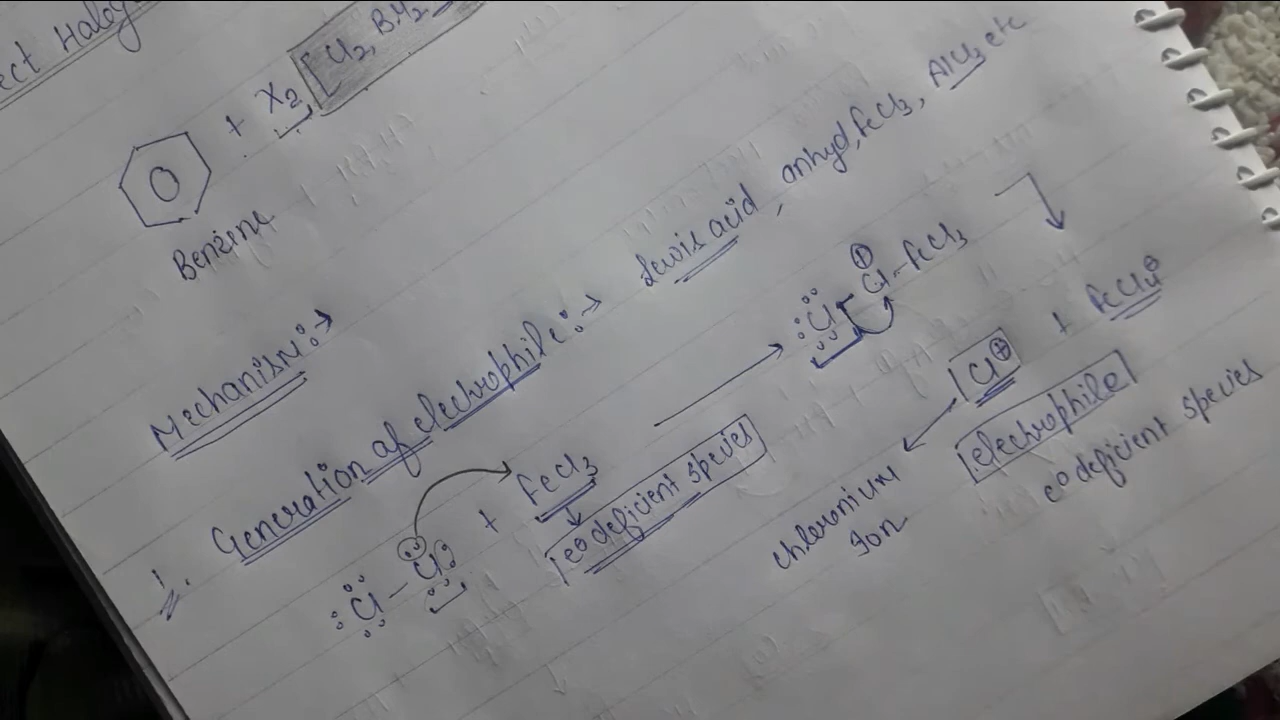 ect Halog
+ X2 [Cl2, Br2
Benzene
Mechanism:→
Lewis acid, anhyd, FeCl3, AlCl3 etc
1. Generation of electrophile:→
:Cl - Cl + FeCl3 → :Cl - Cl⊕ - FeCl3
e⊖ deficient species
Cl⊕ + FeCl4⊖
electrophile
chloronium Ion
e⊖ deficient species